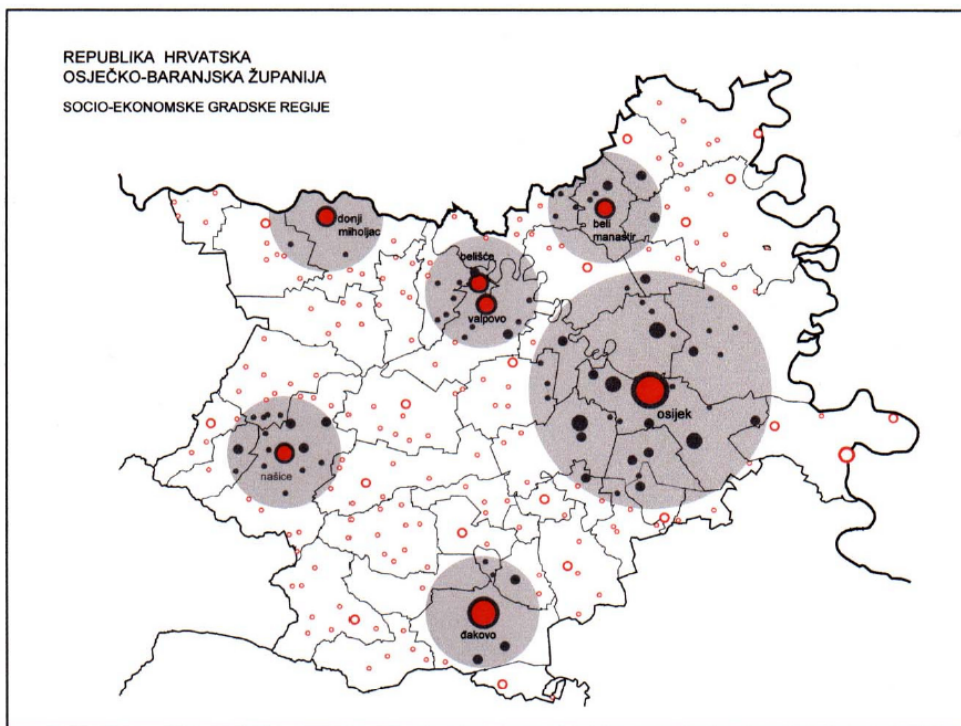 REPUBLIKA HRVATSKA
OSJEČKO-BARANJSKA ŽUPANIJA
SOCIO-EKONOMSKE GRADSKE REGIJE
donji
miholjac
beli
manastir
belišće
valpovo
osijek
našice
đakovo